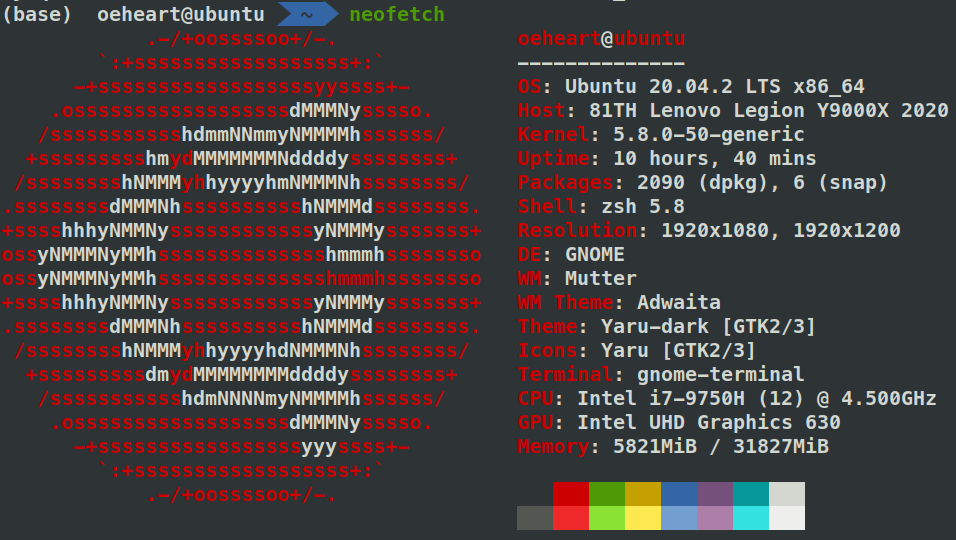 (base)  oeheart@ubuntu  ~  neofetch
            .-/+oossssoo+/-.               oeheart@ubuntu
        `:+ssssssssssssssssss+:`           --------------
      -+ssssssssssssssssssyyssss+-         OS: Ubuntu 20.04.2 LTS x86_64
    .ossssssssssssssssssdMMMNysssso.       Host: 81TH Lenovo Legion Y9000X 2020
   /ssssssssssshdmmNNmmyNMMMMhssssss/      Kernel: 5.8.0-50-generic
  +ssssssssshmydMMMMMMMNddddyssssssss+     Uptime: 10 hours, 40 mins
 /sssssssshNMMMyhhyyyyhmNMMMNhssssssss/    Packages: 2090 (dpkg), 6 (snap)
.ssssssssdMMMNhsssssssssshNMMMdssssssss.   Shell: zsh 5.8
+sssshhhyNMMNyssssssssssssyNMMMysssssss+   Resolution: 1920x1080, 1920x1200
ossyNMMMNyMMhsssssssssssssshmmmhssssssso   DE: GNOME
ossyNMMMNyMMhsssssssssssssshmmmhssssssso   WM: Mutter
+sssshhhyNMMNyssssssssssssyNMMMysssssss+   WM Theme: Adwaita
.ssssssssdMMMNhsssssssssshNMMMdssssssss.   Theme: Yaru-dark [GTK2/3]
 /sssssssshNMMMyhhyyyyhdNMMMNhssssssss/    Icons: Yaru [GTK2/3]
  +sssssssssdmydMMMMMMMMddddyssssssss+     Terminal: gnome-terminal
   /ssssssssssshdmNNNNmyNMMMMhssssss/      CPU: Intel i7-9750H (12) @ 4.500GHz
    .ossssssssssssssssssdMMMNysssso.       GPU: Intel UHD Graphics 630
      -+sssssssssssssssssyyyssss+-         Memory: 5821MiB / 31827MiB
        `:+ssssssssssssssssss+:`
            .-/+oossssoo+/-.